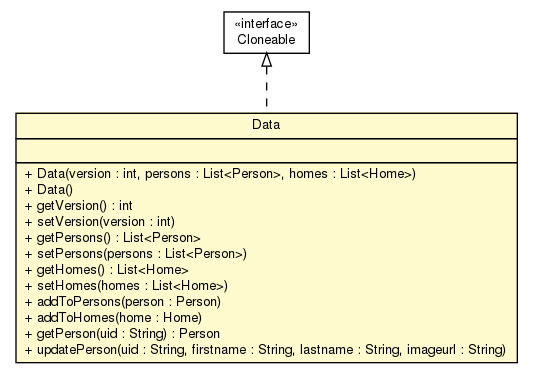 «interface»
Cloneable
Data
+ Data(version : int, persons : List<Person>, homes : List<Home>)
+ Data()
+ getVersion() : int
+ setVersion(version : int)
+ getPersons() : List<Person>
+ setPersons(persons : List<Person>)
+ getHomes() : List<Home>
+ setHomes(homes : List<Home>)
+ addToPersons(person : Person)
+ addToHomes(home : Home)
+ getPerson(uid : String) : Person
+ updatePerson(uid : String, firstname : String, lastname : String, imageurl : String)